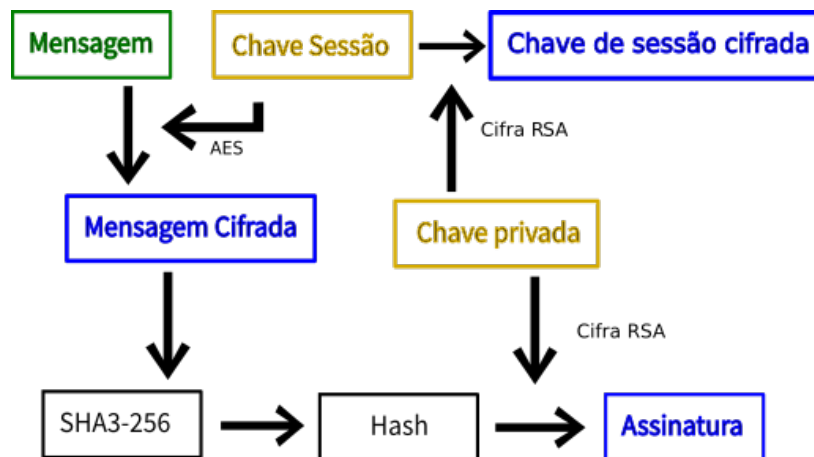 Mensagem
Chave Sessão
Chave de sessão cifrada
AES
Cifra RSA
Mensagem Cifrada
Chave privada
Cifra RSA
SHA3-256
Hash
Assinatura